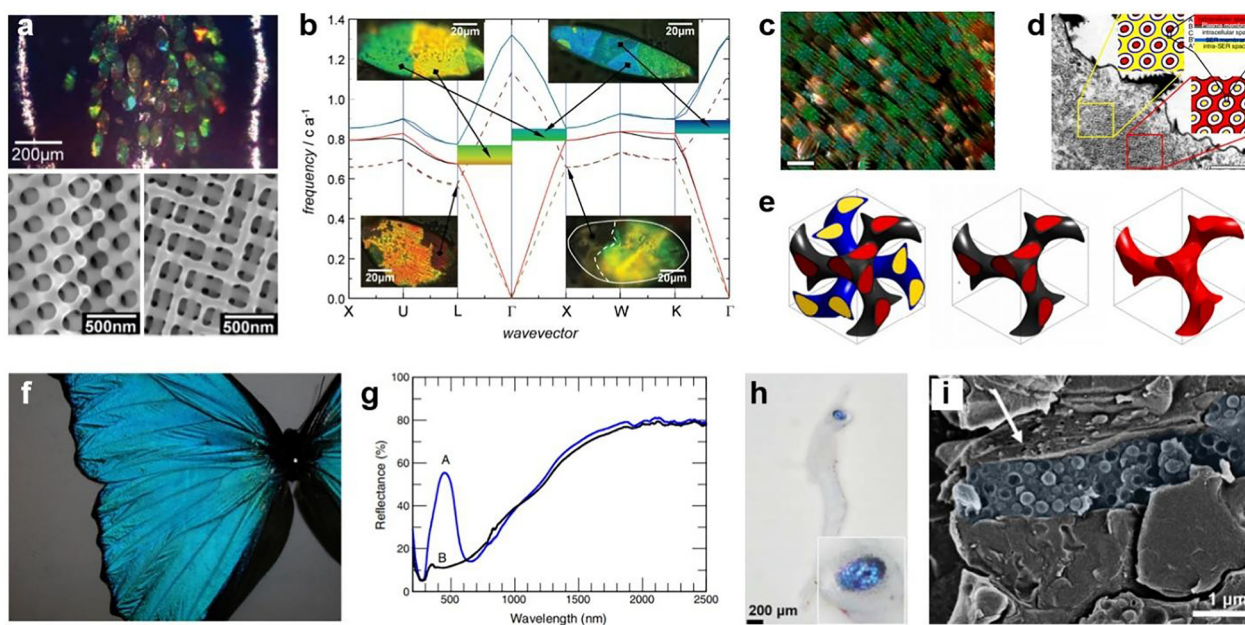 a
200μm
500nm
500nm
b
frequency / c a⁻¹
1.4
1.2
1.0
0.8
0.6
0.4
0.2
0.0
20μm
20μm
20μm
20μm
X U L Γ X W K Γ
wavevector
c
d
A
B
C
B'
A'
intracellular space
intra-SER space
e
f
g
Reflectance (%)
100
80
60
40
20
0
A
B
500 1000 1500 2000 2500
Wavelength (nm)
h
200 μm
i
1 μm